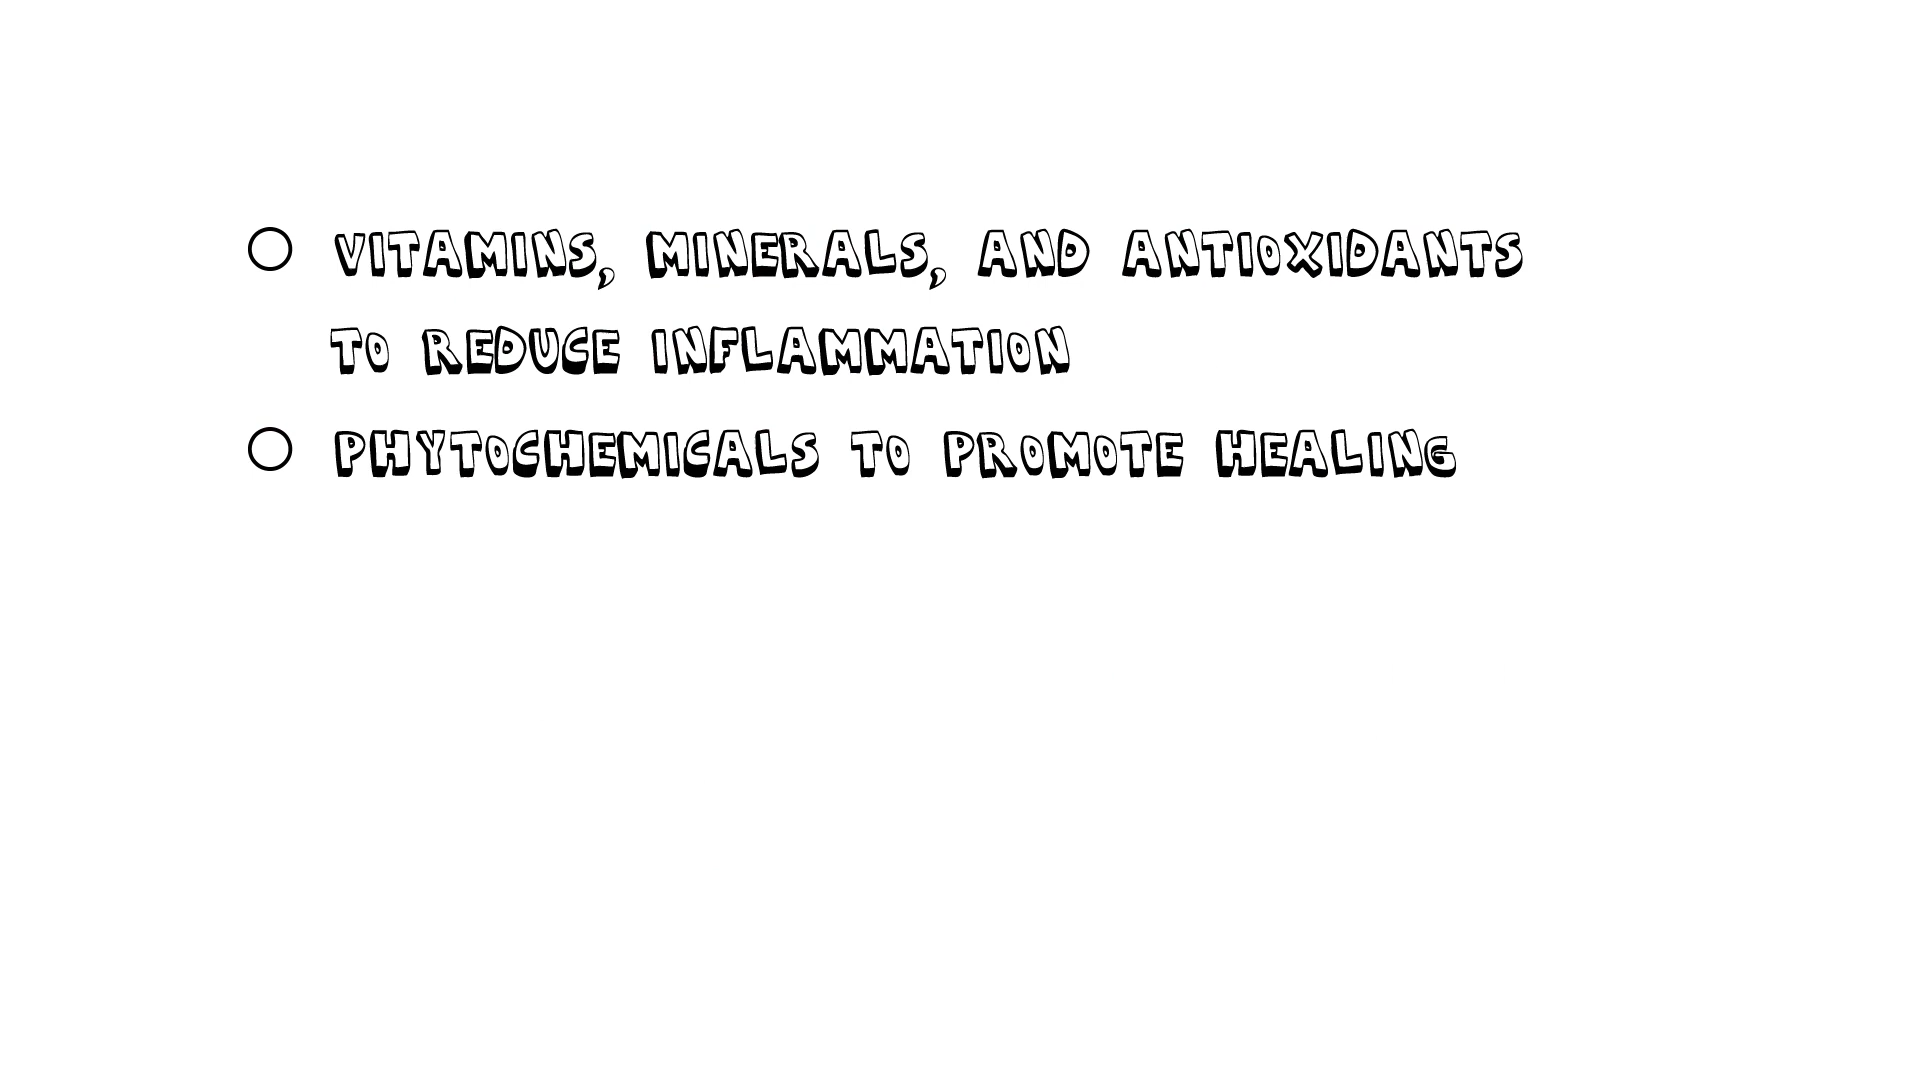 ○ VITAMINS, MINERALS, AND ANTIOXIDANTS
TO REDUCE INFLAMMATION
○ PHYTOCHEMICALS TO PROMOTE HEALING